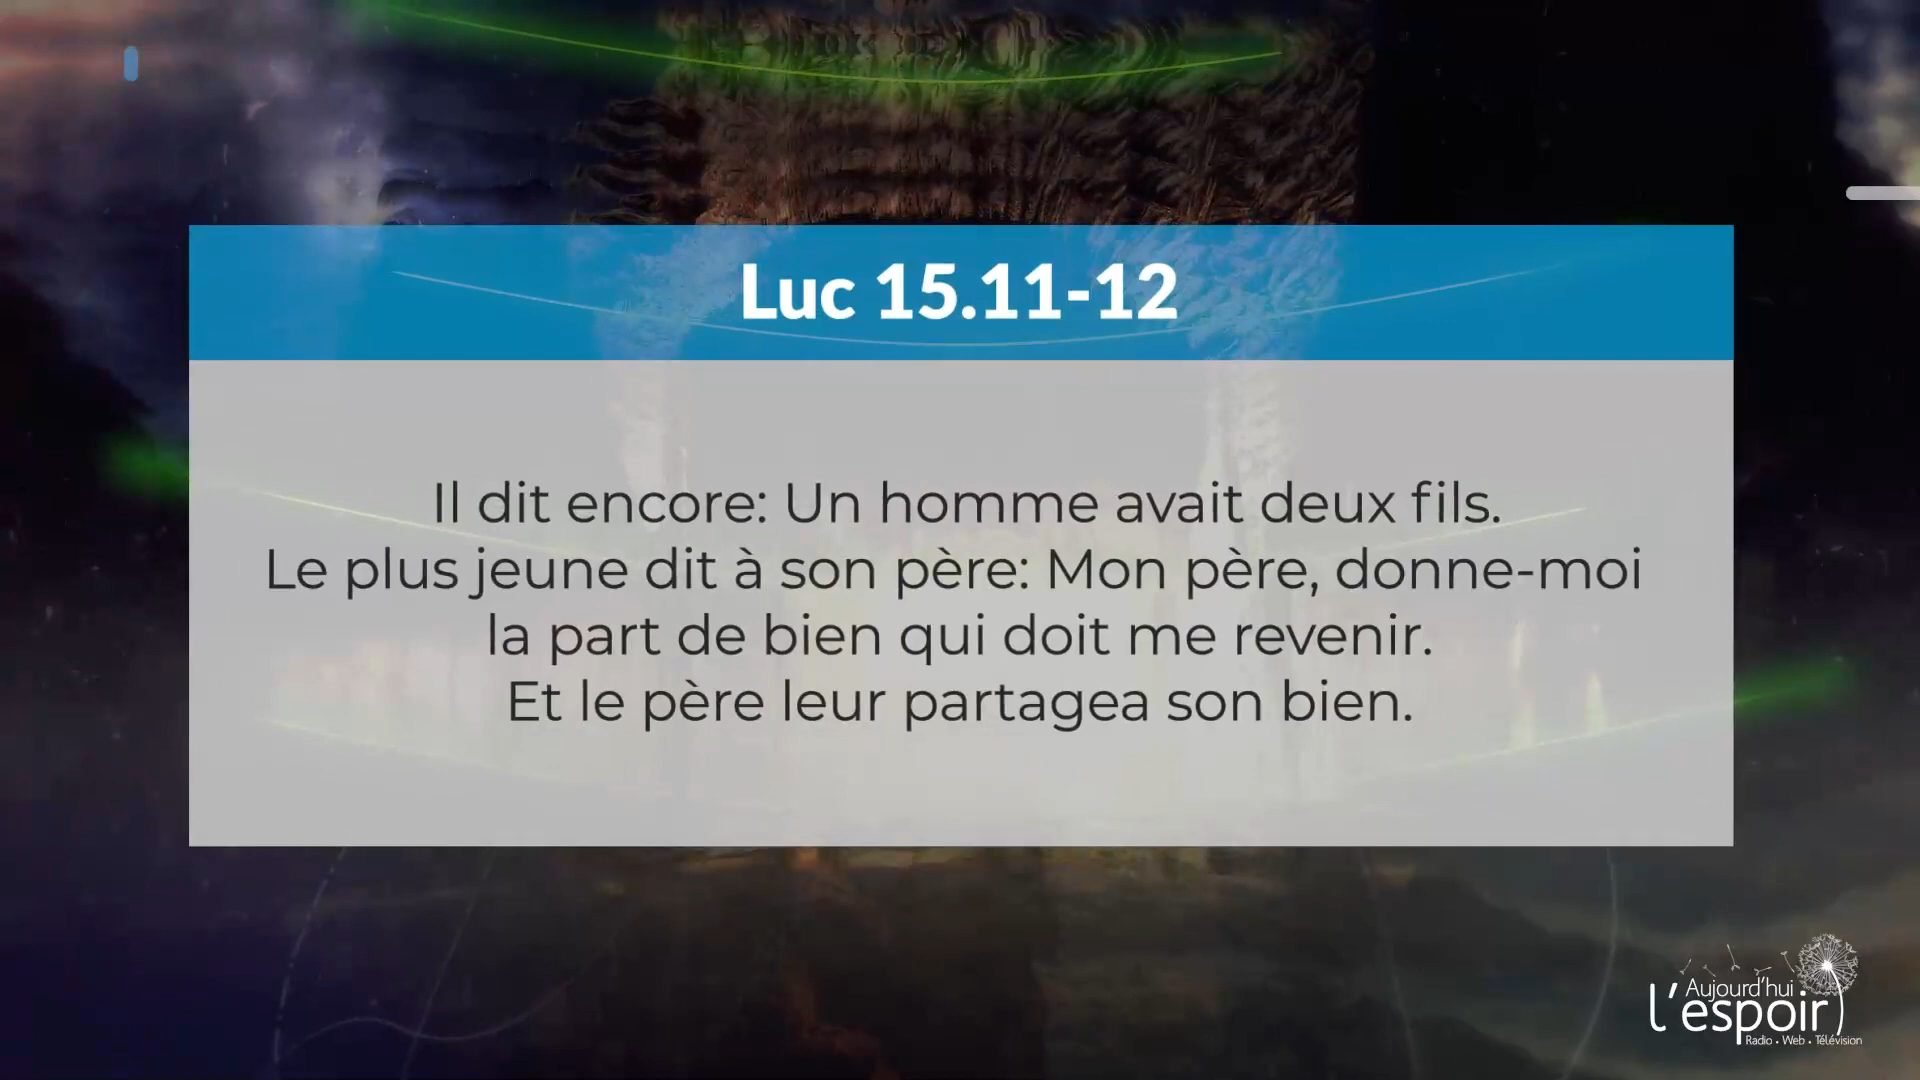 Luc 15.11-12
Il dit encore: Un homme avait deux fils.
Le plus jeune dit à son père: Mon père, donne-moi
la part de bien qui doit me revenir.
Et le père leur partagea son bien.
Aujourd'hui
l'espoir
Radio • Web • Télévision